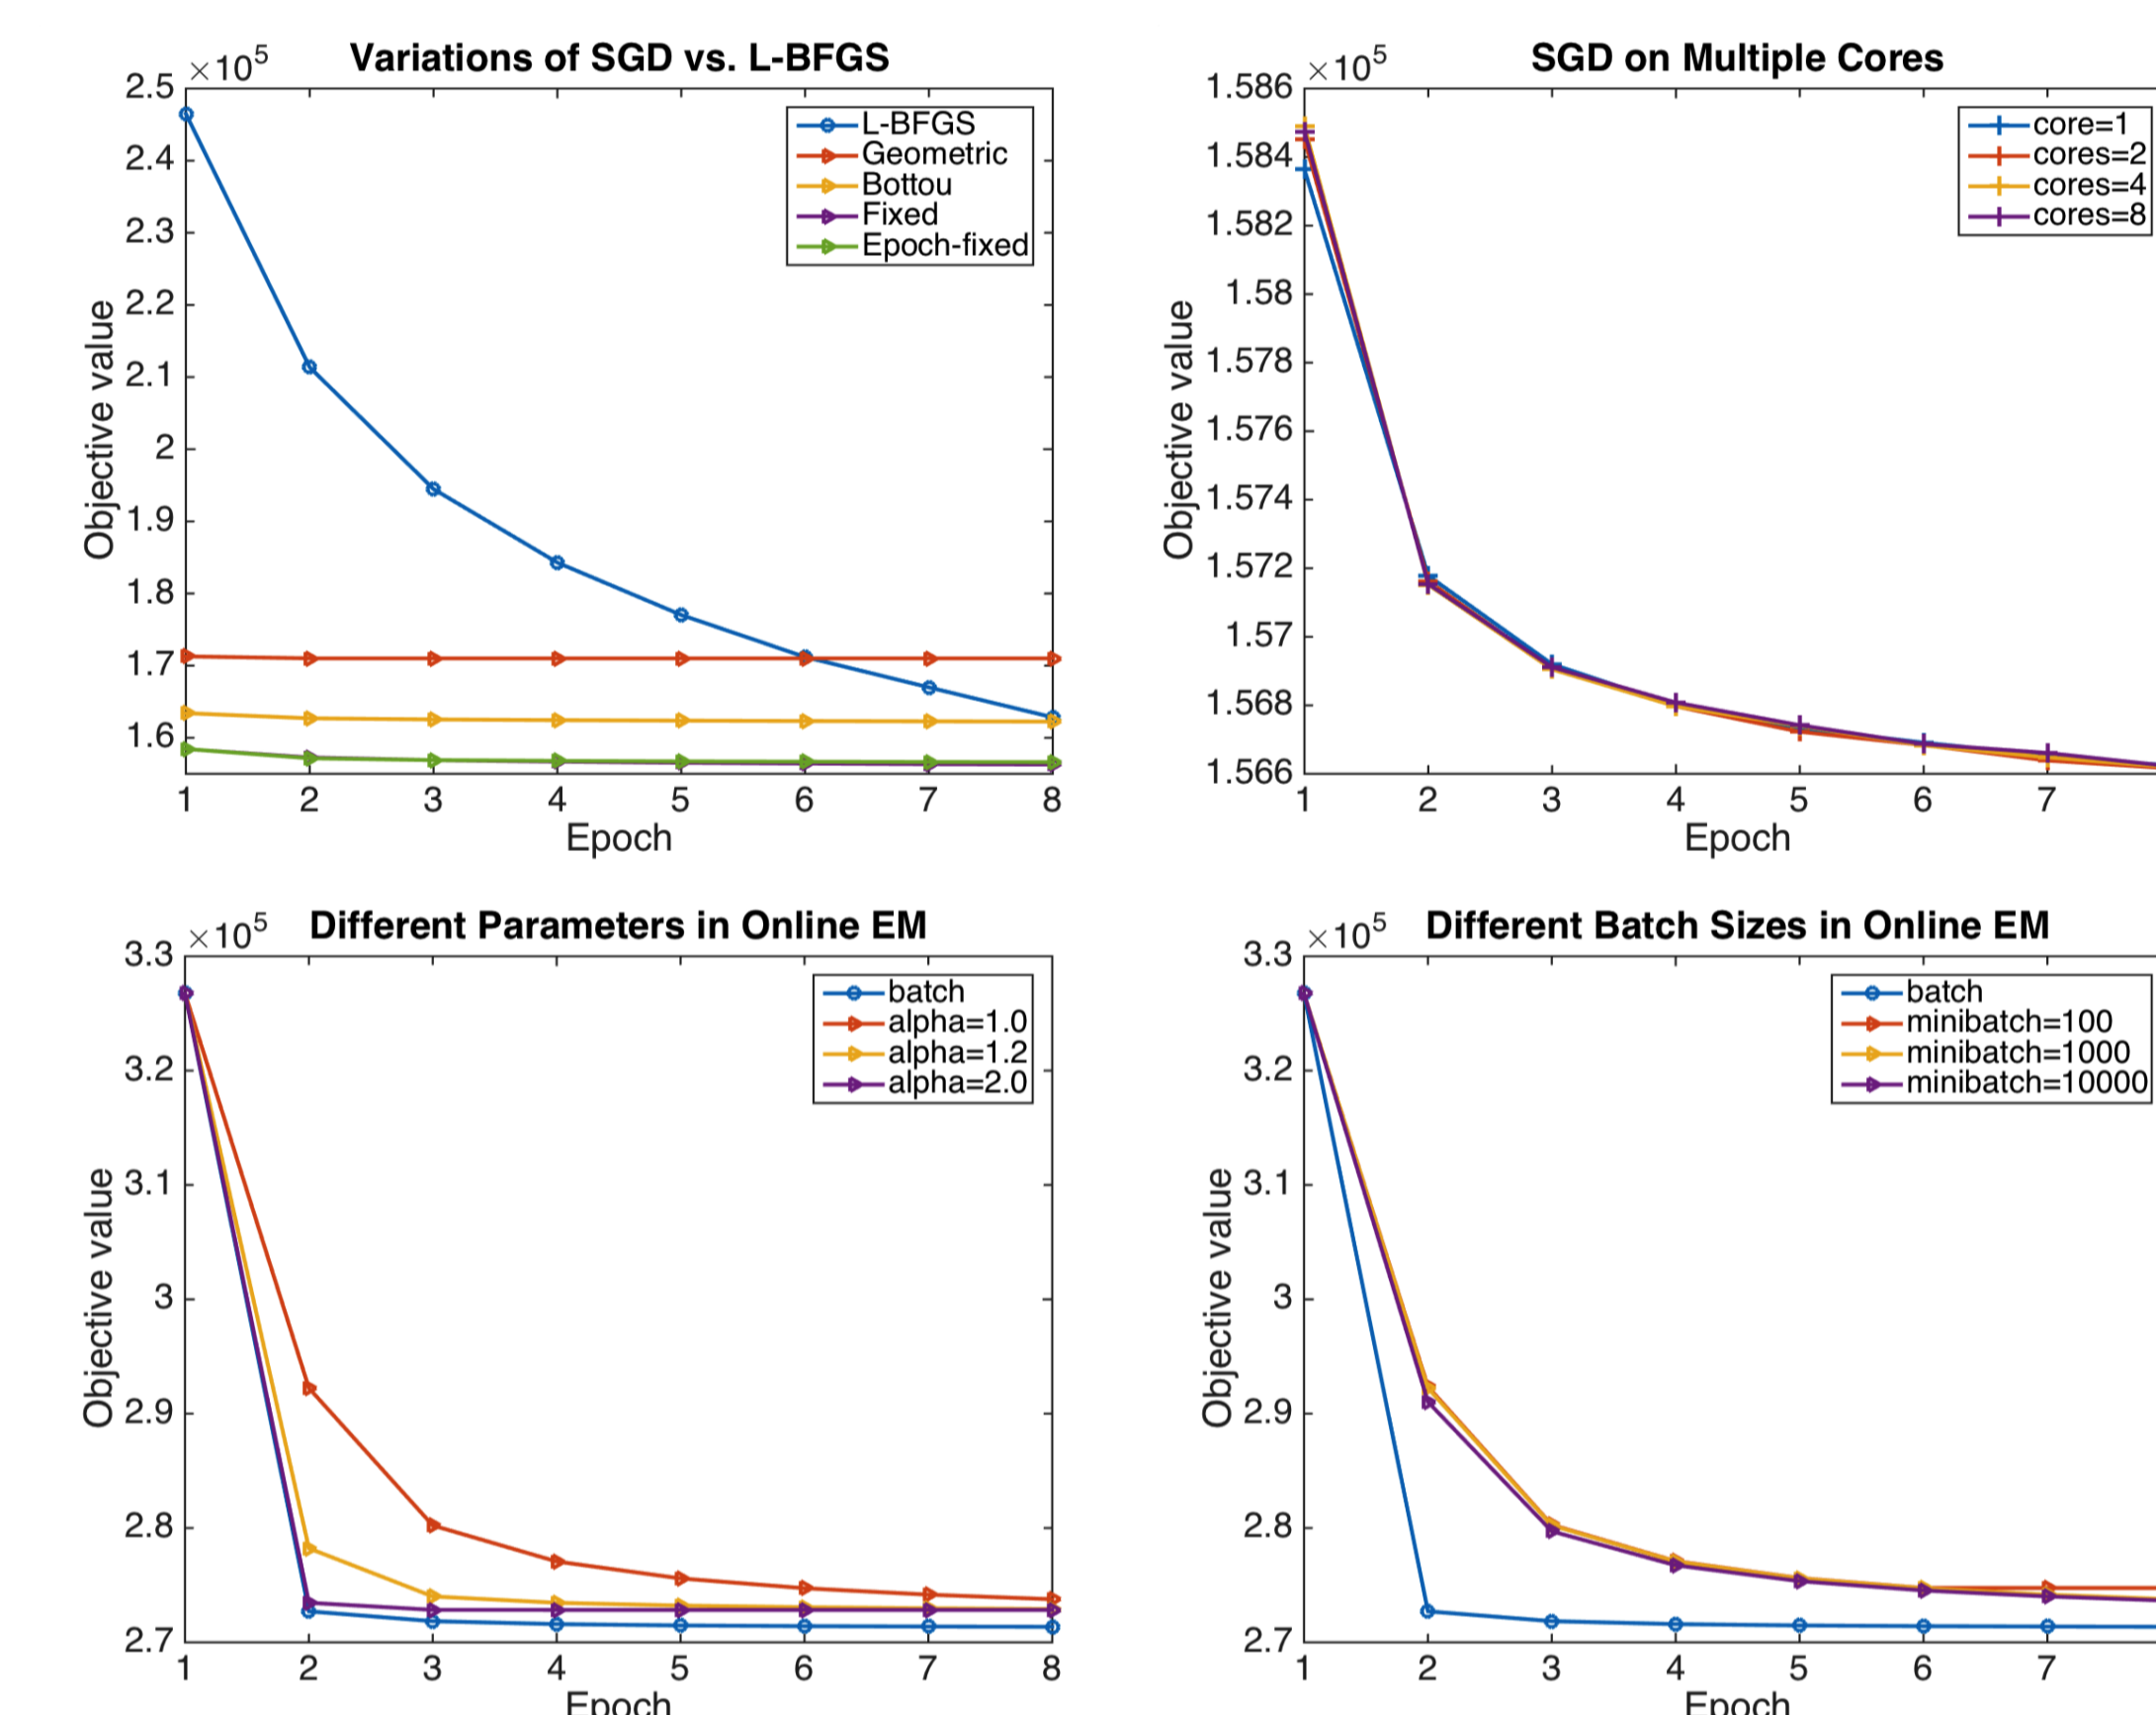 Variations of SGD vs. L-BFGS
×10^5
2.5
2.4
2.3
2.2
2.1
2
1.9
1.8
1.7
1.6
Objective value
L-BFGS
Geometric
Bottou
Fixed
Epoch-fixed
1 2 3 4 5 6 7 8
Epoch
SGD on Multiple Cores
×10^5
1.586
1.584
1.582
1.58
1.578
1.576
1.574
1.572
1.57
1.568
1.566
Objective value
core=1
cores=2
cores=4
cores=8
1 2 3 4 5 6 7
Epoch
Different Parameters in Online EM
×10^5
3.3
3.2
3.1
3
2.9
2.8
2.7
Objective value
batch
alpha=1.0
alpha=1.2
alpha=2.0
1 2 3 4 5 6 7 8
Epoch
Different Batch Sizes in Online EM
×10^5
3.3
3.2
3.1
3
2.9
2.8
2.7
Objective value
batch
minibatch=100
minibatch=1000
minibatch=10000
1 2 3 4 5 6 7
Epoch